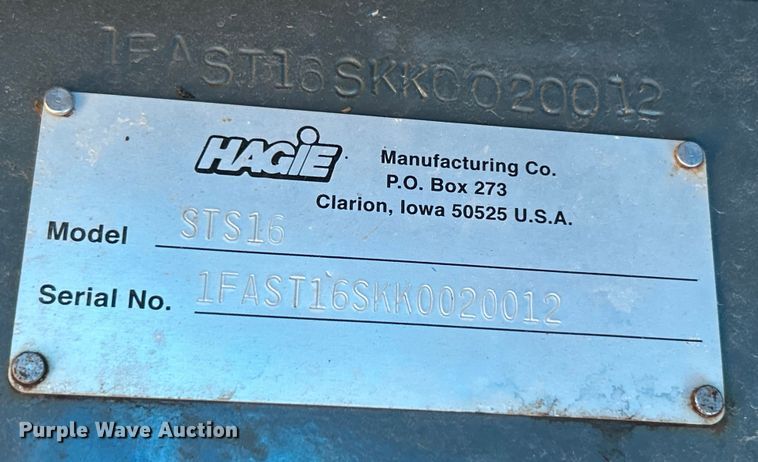 1FAST16SKK0020012
HAGIE
Manufacturing Co.
P.O. Box 273
Clarion, Iowa 50525 U.S.A.
Model STS16
Serial No. 1FAST16SKK0020012
Purple Wave Auction